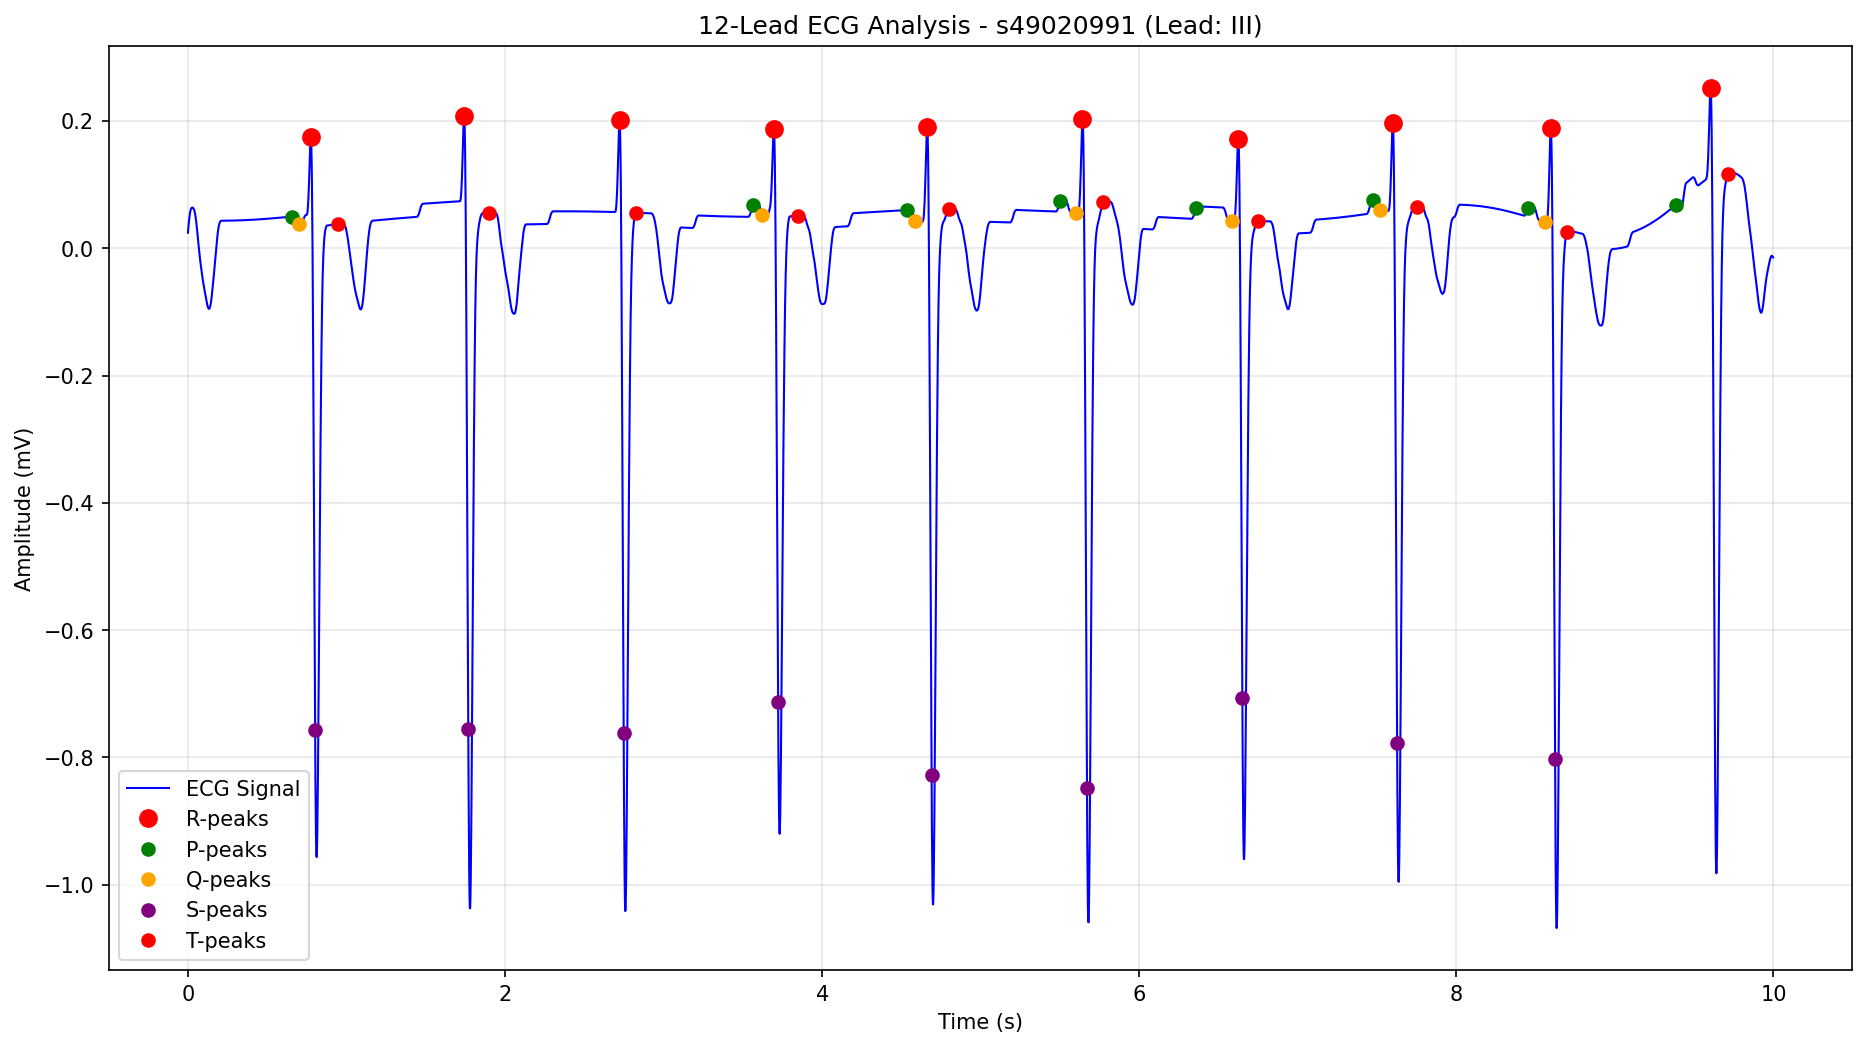 12-Lead ECG Analysis - s49020991 (Lead: III)
Amplitude (mV)
0.2
0.0
−0.2
−0.4
−0.6
−0.8
−1.0
ECG Signal
R-peaks
P-peaks
Q-peaks
S-peaks
T-peaks
0 2 4 6 8 10
Time (s)